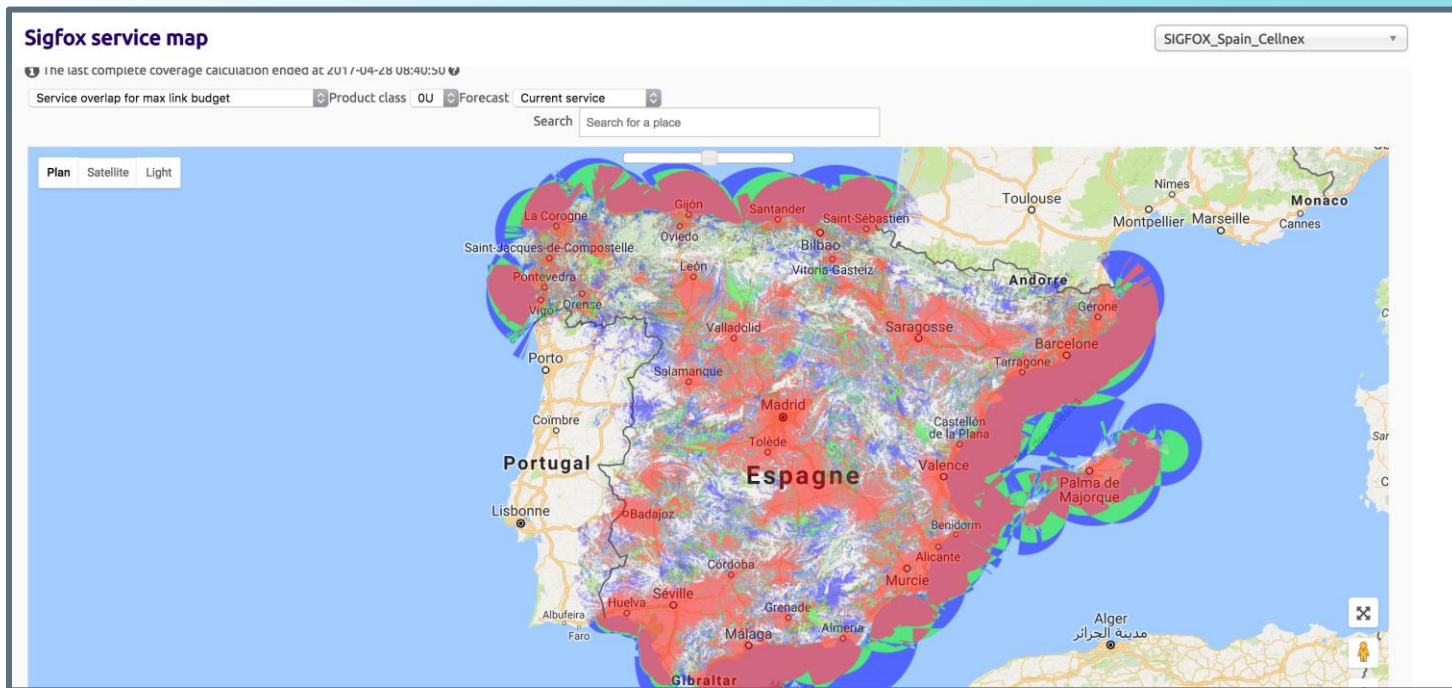 Sigfox service map
SIGFOX_Spain_Cellnex
The last complete coverage calculation ended at 2017-04-28 08:40:50
Service overlap for max link budget Product class 0U Forecast Current service
Search Search for a place
Plan Satellite Light
Toulouse
Nîmes
Monaco
Montpellier Marseille Cannes
La Corogne
Gijón
Santander
Saint-Sébastien
Oviedo
Bilbao
Saint-Jacques-de-Compostelle
León
Vitoria-Gasteiz
Andorre
Pontevedra
Vigo Orense
Gérone
Valladolid
Saragosse
Barcelone
Porto
Tarragone
Salamanque
Madrid
Coïmbre
Castellón
de la Plana
Tolède
Portugal
Espagne
Valence
Palma de
Majorque
Lisbonne
Badajoz
Benidorm
Alicante
Córdoba
Murcie
Huelva
Séville
Grenade
Albufeira
Faro
Málaga
Almería
Alger
مدينة الجزائر
Gibraltar